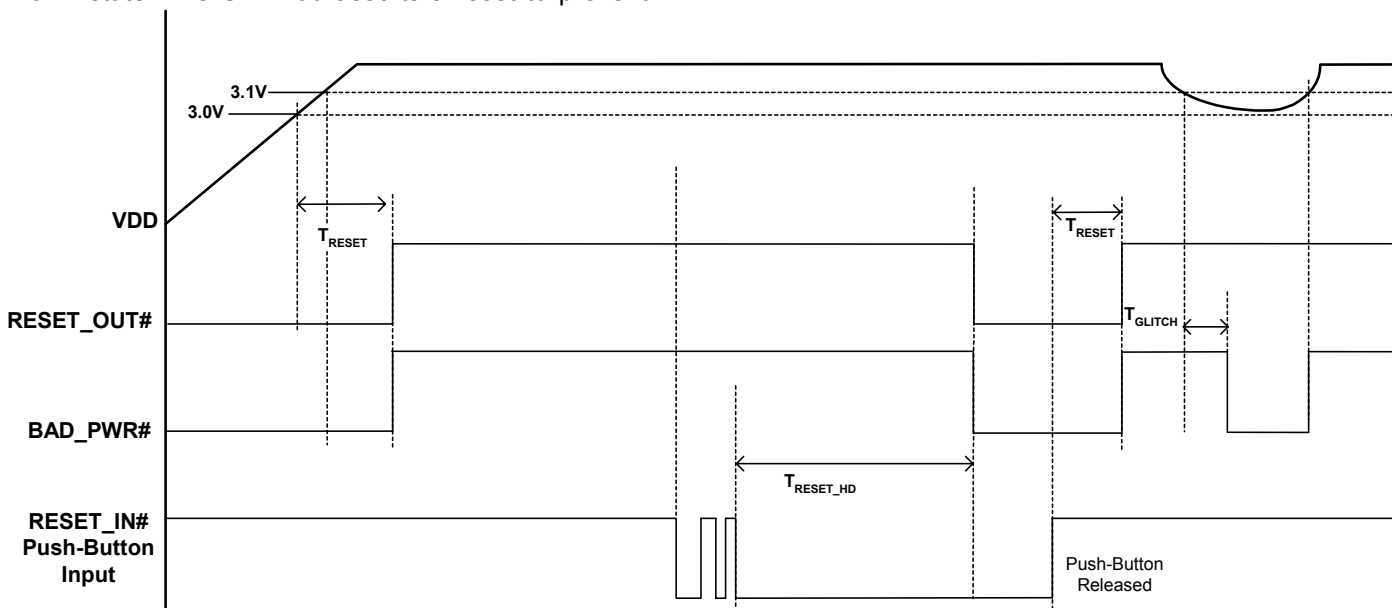 3.1V
3.0V
VDD
TRESET
TRESET
RESET_OUT#
TGLITCH
BAD_PWR#
TRESET_HD
RESET_IN#
Push-Button
Input
Push-Button
Released